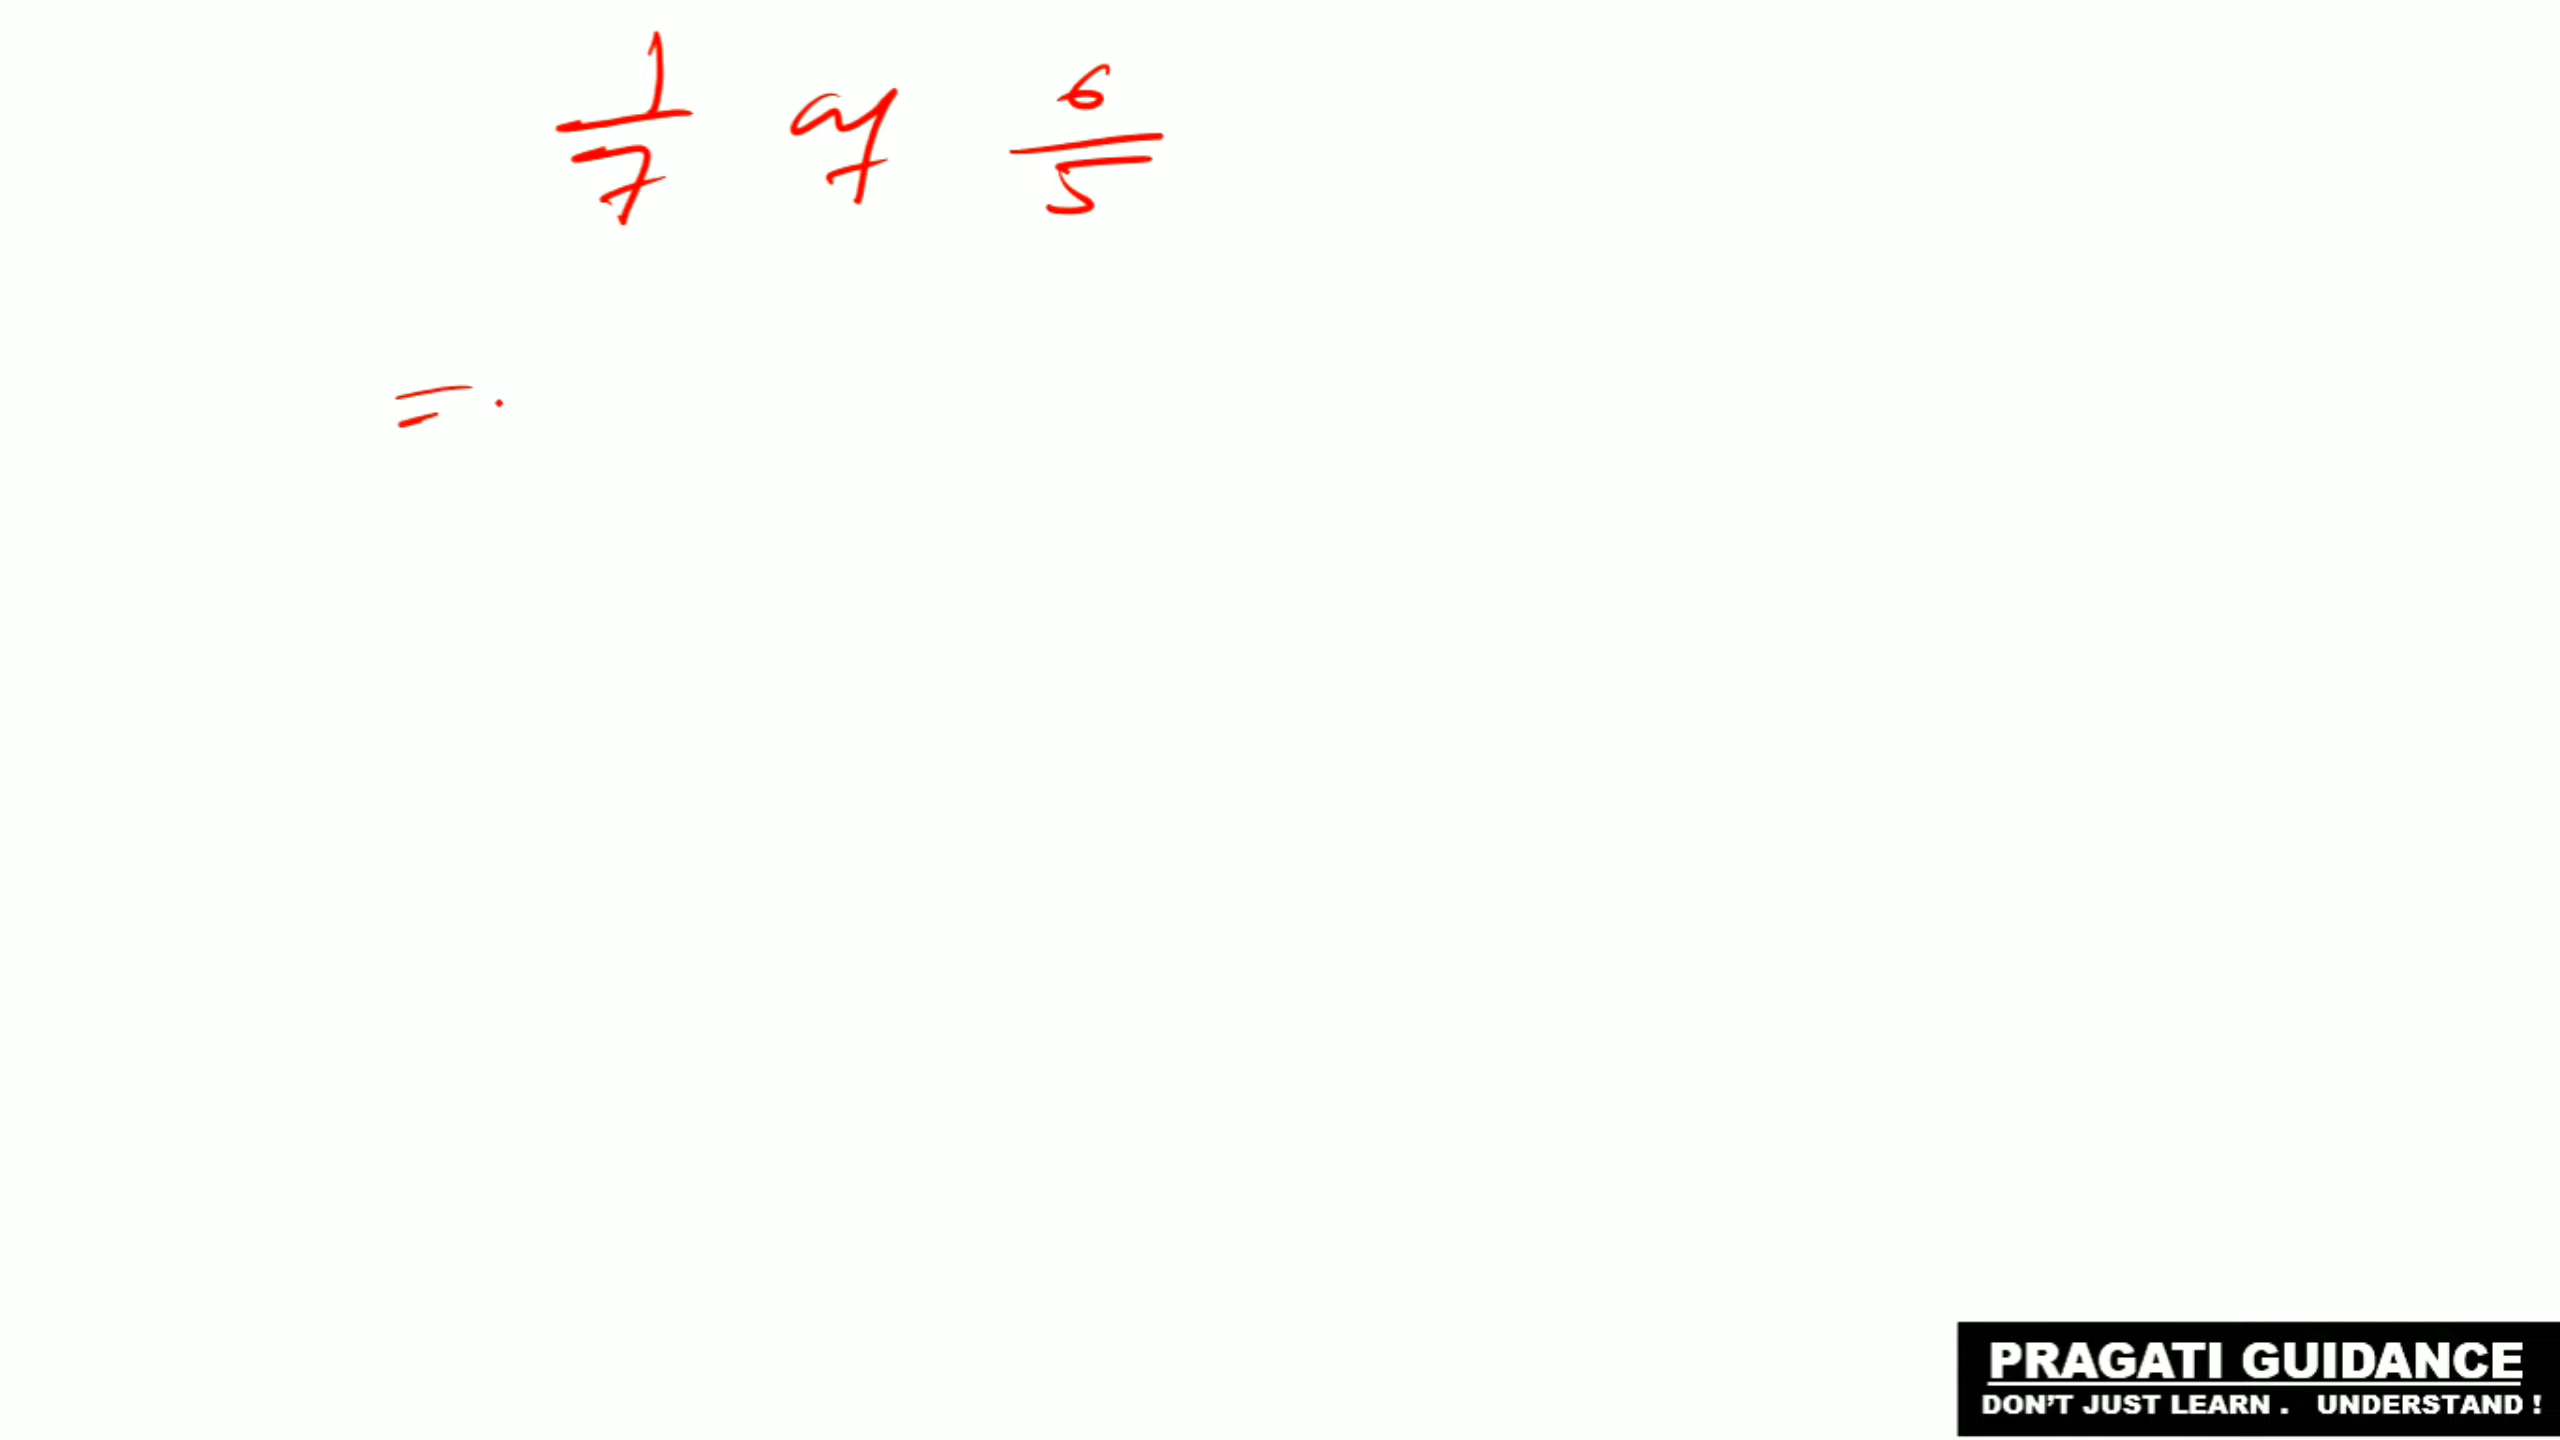 1/7 of 6/5
=
PRAGATI GUIDANCE
DON'T JUST LEARN . UNDERSTAND !